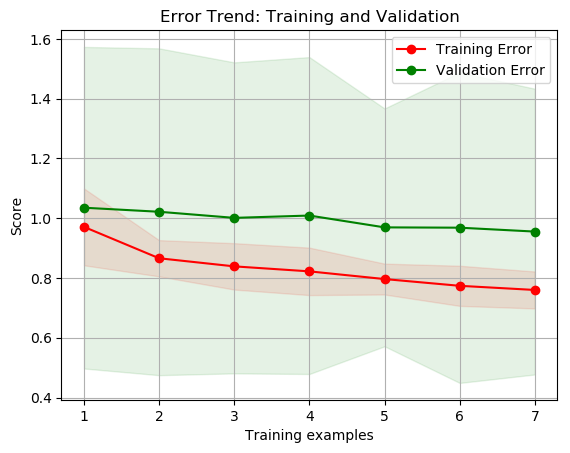 Error Trend: Training and Validation
Training Error
Validation Error
Score
1.6
1.4
1.2
1.0
0.8
0.6
0.4
1 2 3 4 5 6 7
Training examples